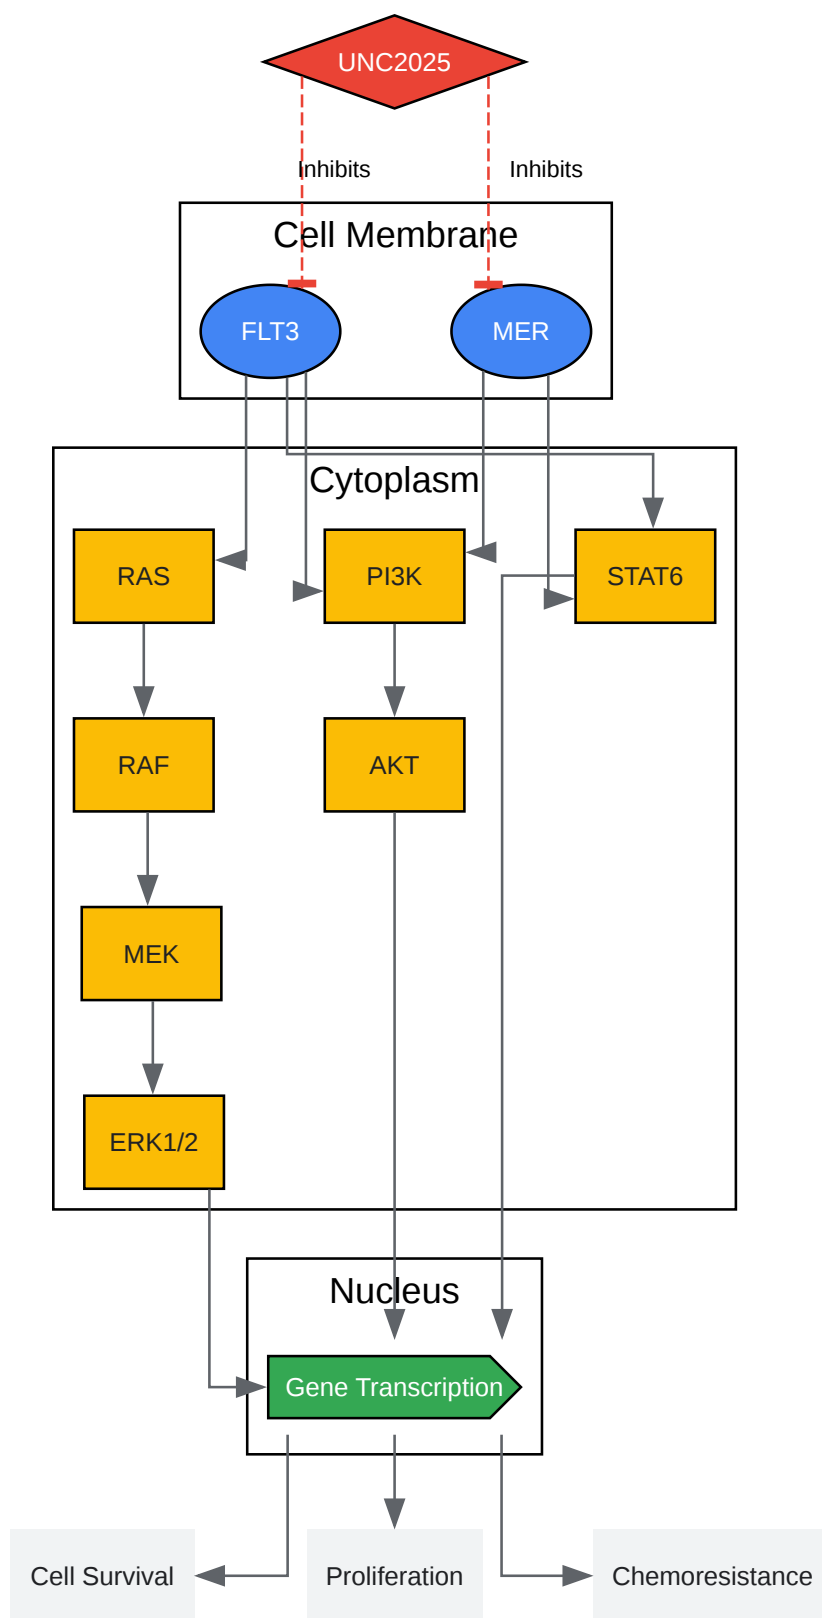 UNC2025
Inhibits
Inhibits
Cell Membrane
FLT3
MER
Cytoplasm
RAS
PI3K
STAT6
RAF
AKT
MEK
ERK1/2
Nucleus
Gene Transcription
Cell Survival
Proliferation
Chemoresistance